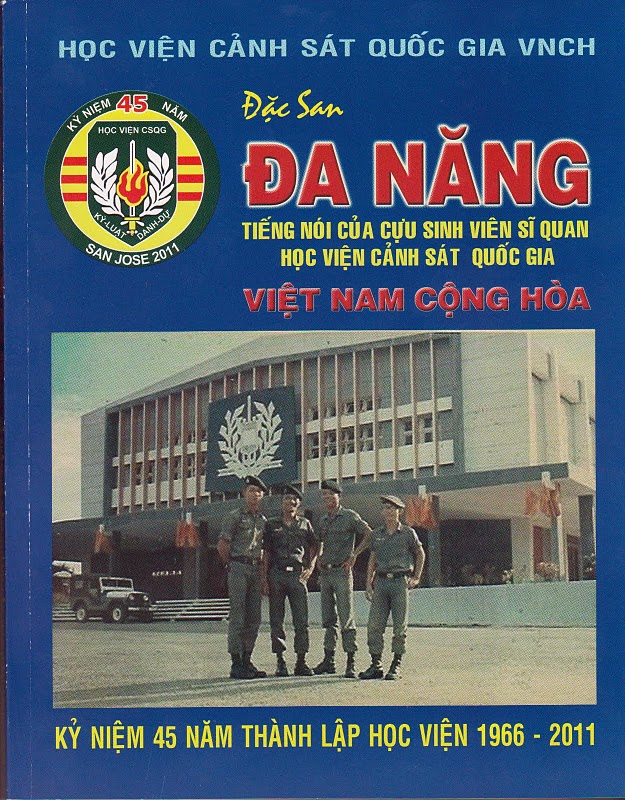 HỌC VIỆN CẢNH SÁT QUỐC GIA VNCH
KỶ NIỆM 45 NĂM
HỌC VIỆN CSQG
KỶ-LUẬT DANH-DỰ
SAN JOSE 2011
Đặc San
ĐA NĂNG
TIẾNG NÓI CỦA CỰU SINH VIÊN SĨ QUAN
HỌC VIỆN CẢNH SÁT QUỐC GIA
VIỆT NAM CỘNG HÒA
KỶ NIỆM 45 NĂM THÀNH LẬP HỌC VIỆN 1966 - 2011